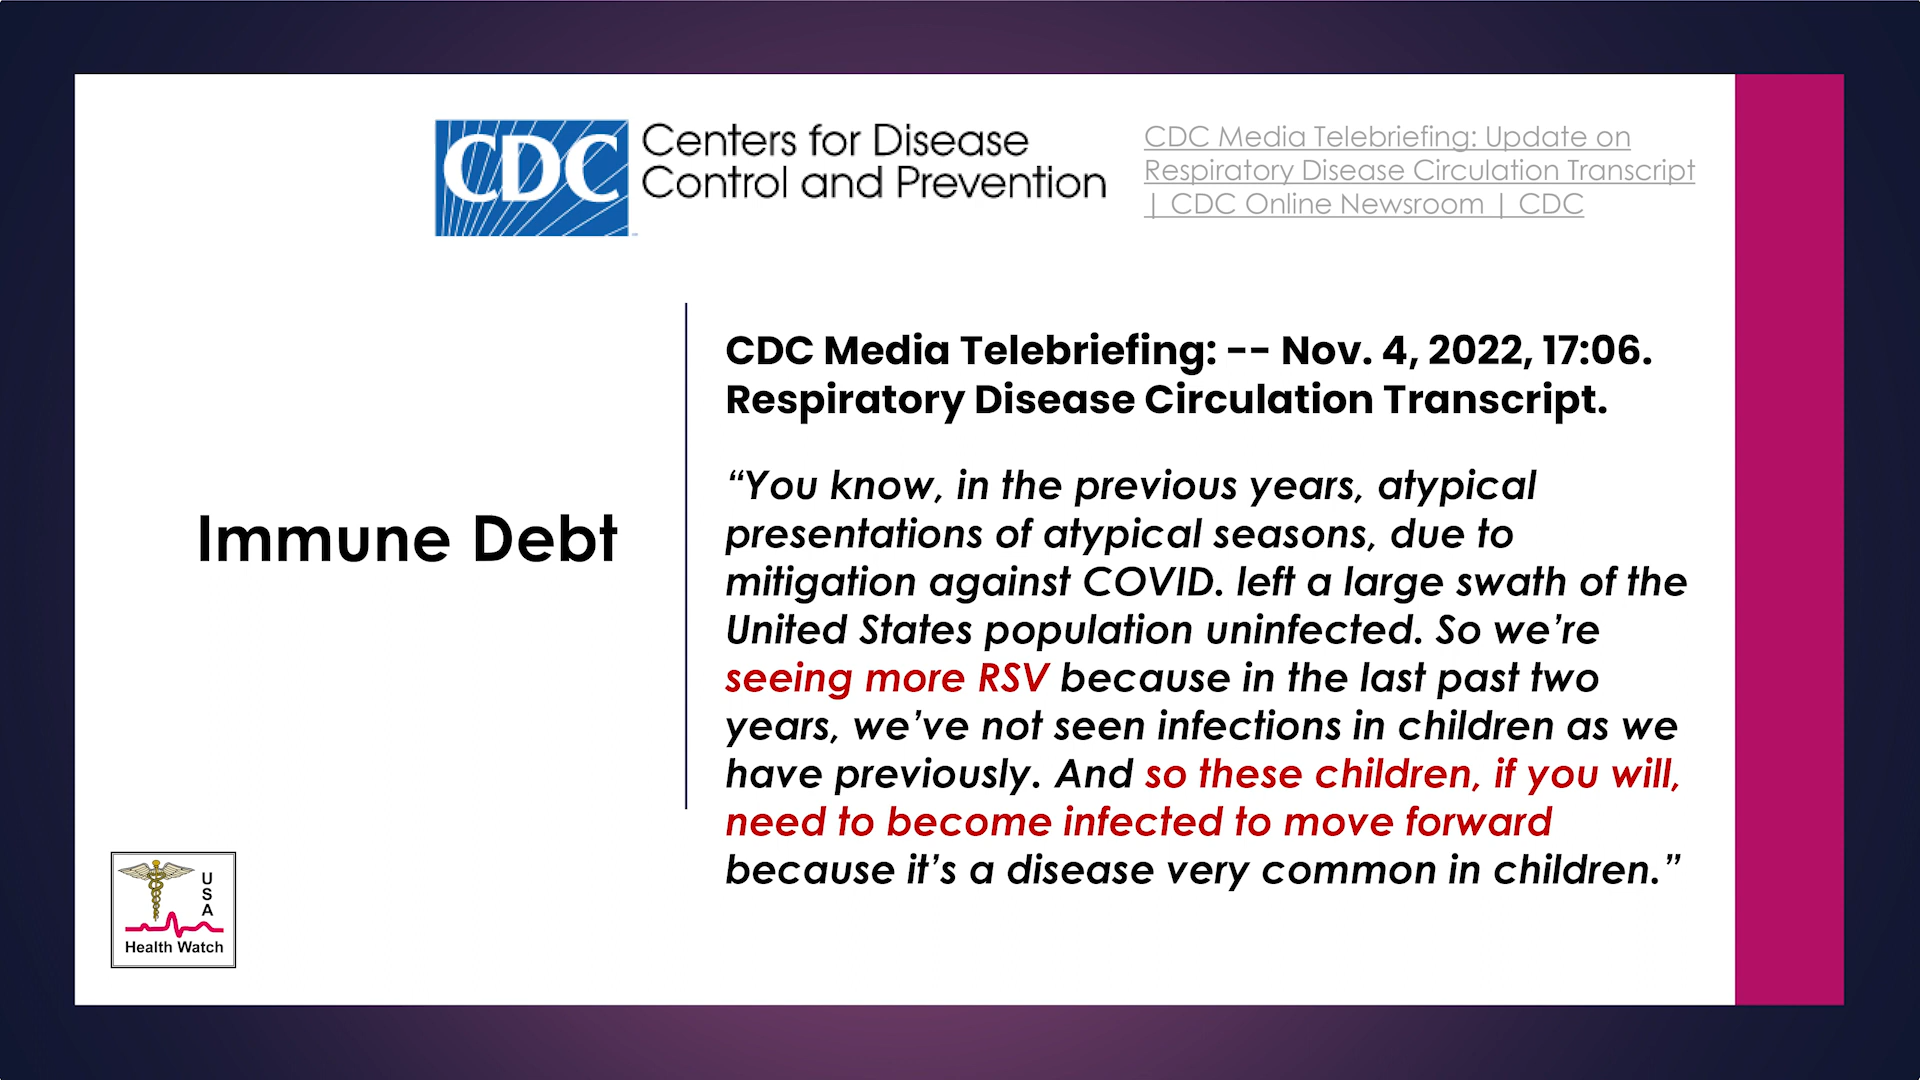 CDC Centers for Disease
Control and Prevention
CDC Media Telebriefing: Update on
Respiratory Disease Circulation Transcript
| CDC Online Newsroom | CDC
Immune Debt
CDC Media Telebriefing: -- Nov. 4, 2022, 17:06.
Respiratory Disease Circulation Transcript.
“You know, in the previous years, atypical
presentations of atypical seasons, due to
mitigation against COVID. left a large swath of the
United States population uninfected. So we’re
seeing more RSV because in the last past two
years, we’ve not seen infections in children as we
have previously. And so these children, if you will,
need to become infected to move forward
because it’s a disease very common in children.”
USA
Health Watch